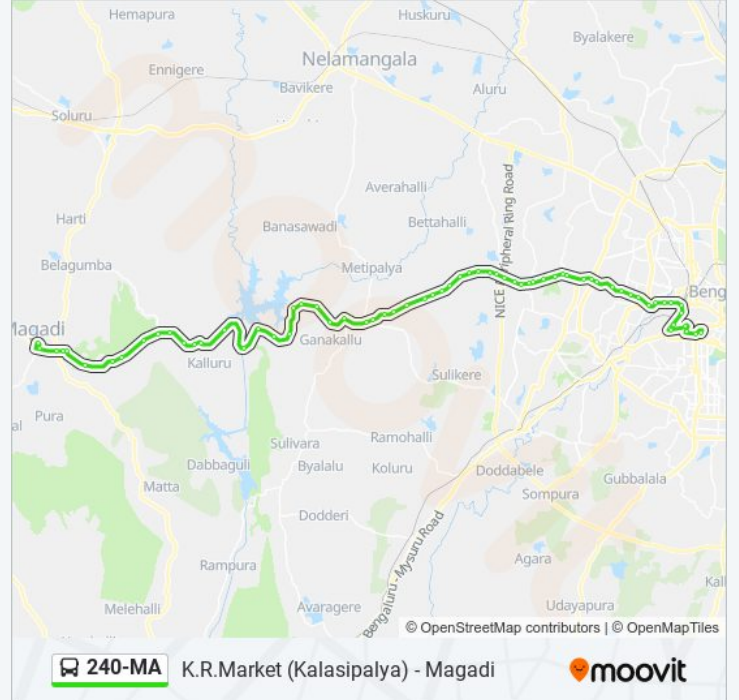 Hemapura
Huskuru
Byalakere
Nelamangala
Ennigere
Bavikere
Aluru
Soluru
Averahalli
NICE Peripheral Ring Road
Harti
Banasawadi
Bettahalli
Belagumba
Metipalya
Beng
Magadi
Ganakallu
Kalluru
Sulikere
Pura
al
Sulivara
Ramohalli
Dabbaguli
Byalalu
Koluru
Doddabele
Gubbalala
Matta
Sompura
Dodderi
Bengaluru - Mysuru Road
Agara
Rampura
Kal
Melehalli
Avaragere
Udayapura
© OpenStreetMap contributors | © OpenMapTiles
240-MA K.R.Market (Kalasipalya) - Magadi
moovit